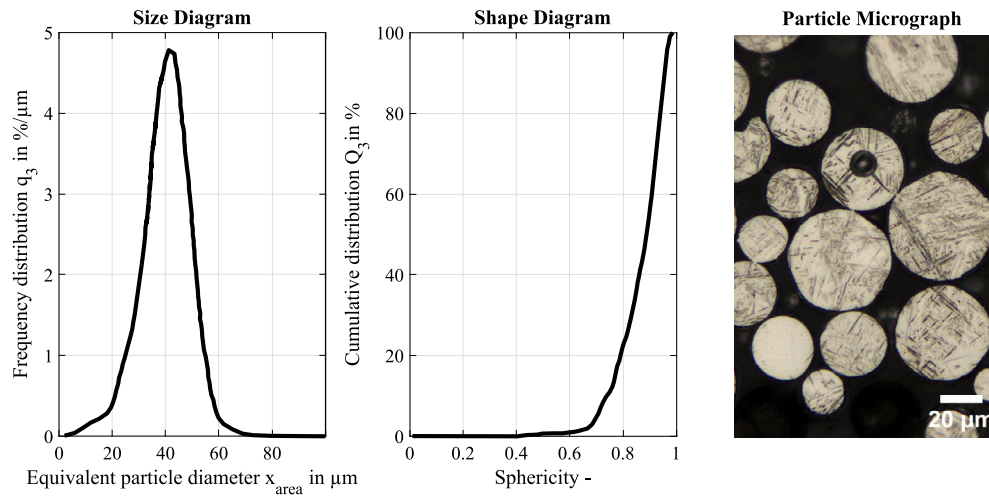 Size Diagram
Frequency distribution q3 in %/µm
5
4
3
2
1
0
0 20 40 60 80
Equivalent particle diameter xarea in µm
Shape Diagram
Cumulative distribution Q3 in %
100
80
60
40
20
0
0 0.2 0.4 0.6 0.8 1
Sphericity -
Particle Micrograph
20 µm